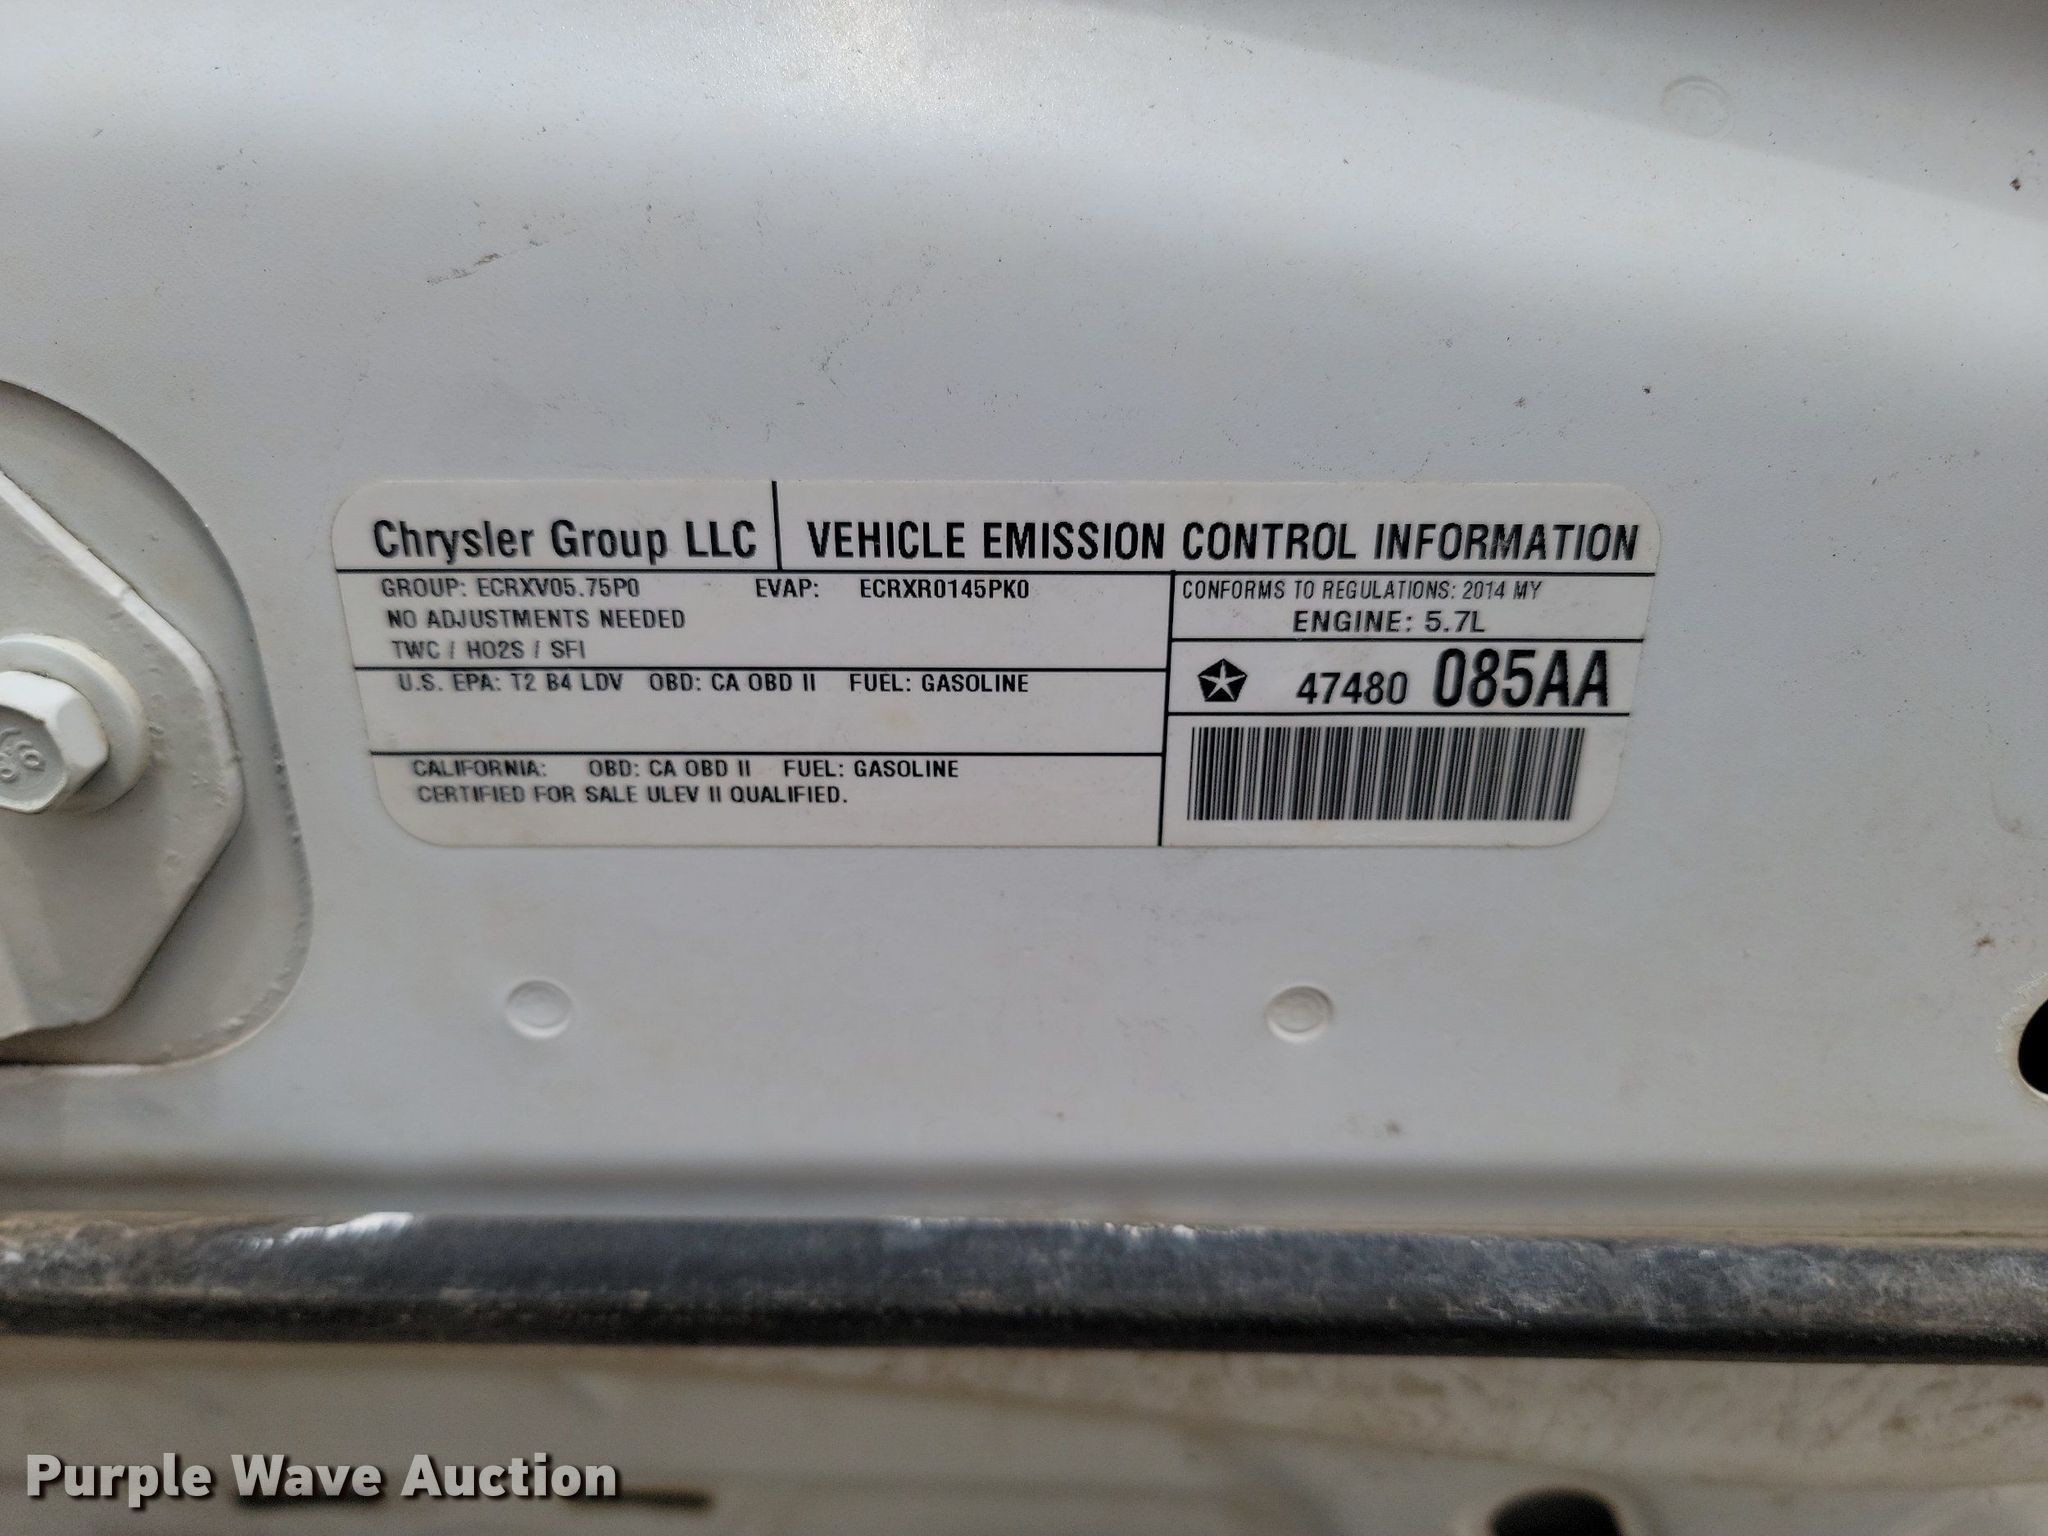 Chrysler Group LLC VEHICLE EMISSION CONTROL INFORMATION
GROUP: ECRXV05.75P0 EVAP: ECRXR0145PK0
NO ADJUSTMENTS NEEDED
TWC / HO2S / SFI
CONFORMS TO REGULATIONS: 2014 MY
ENGINE: 5.7L
U.S. EPA: T2 B4 LDV OBD: CA OBD II FUEL: GASOLINE
47480 085AA
CALIFORNIA: OBD: CA OBD II FUEL: GASOLINE
CERTIFIED FOR SALE ULEV II QUALIFIED.
Purple Wave Auction